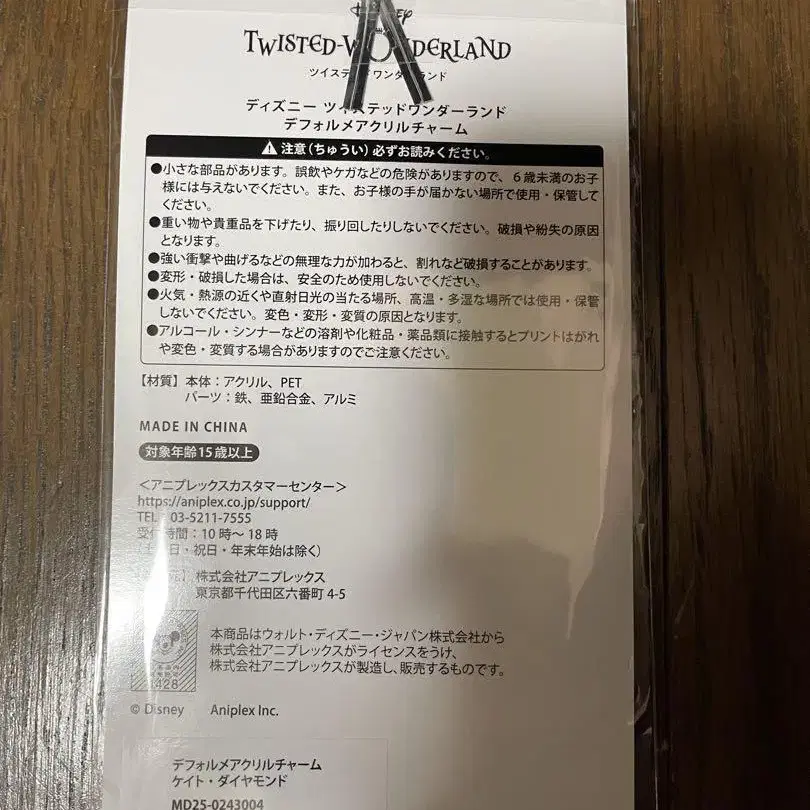 TWISTED-WONDERLAND
ディズニー ツイステッドワンダーランド
デフォルメアクリルチャーム
注意(ちゅうい)必ずお読みください。
●小さな部品があります。誤飲やケガなどの危険がありますので、６歳未満のお子
様には与えないでください。また、お子様の手が届かない場所で使用・保管して
ください。
●重い物や貴重品を下げたり、振り回したりしないでください。破損や紛失の原因
となります。
●強い衝撃や曲げるなどの無理な力が加わると、割れなど破損することがあります。
●変形・破損した場合は、安全のため使用しないでください。
●火気・熱源の近くや直射日光の当たる場所、高温・多湿な場所では使用・保管
しないでください。変色・変形・変質の原因となります。
●アルコール・シンナーなどの溶剤や化粧品・薬品類に接触するとプリントはがれ
や変色・変質する場合がありますのでご注意ください。
【材質】本体：アクリル、PET
パーツ：鉄、亜鉛合金、アルミ
MADE IN CHINA
対象年齢15歳以上
＜アニプレックスカスタマーセンター＞
https://aniplex.co.jp/support/
TEL 03-5211-7555
受付時間：10時～18時
日・祝日・年末年始は除く）
株式会社アニプレックス
東京都千代田区六番町4-5
本商品はウォルト・ディズニー・ジャパン株式会社から
株式会社アニプレックスがライセンスをうけ、
株式会社アニプレックスが製造し、販売するものです。
428
© Disney Aniplex Inc.
デフォルメアクリルチャーム
ケイト・ダイヤモンド
MD25-0243004